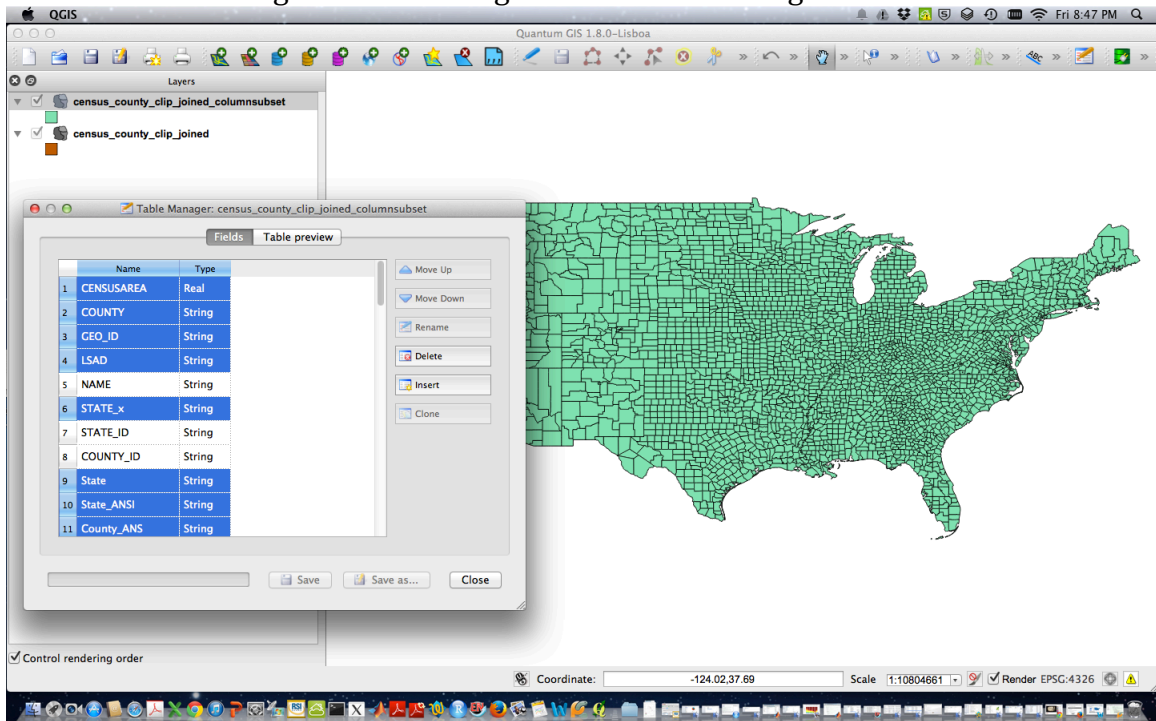 QGIS
Fri 8:47 PM
Quantum GIS 1.8.0-Lisboa
Layers
census_county_clip_joined_columnsubset
census_county_clip_joined
Table Manager: census_county_clip_joined_columnsubset
Fields Table preview
Name Type
1 CENSUSAREA Real
2 COUNTY String
3 GEO_ID String
4 LSAD String
5 NAME String
6 STATE_x String
7 STATE_ID String
8 COUNTY_ID String
9 State String
10 State_ANSI String
11 County_ANS String
Move Up
Move Down
Rename
Delete
Insert
Clone
Save Save as... Close
Control rendering order
Coordinate: -124.02,37.69 Scale 1:10804661 Render EPSG:4326